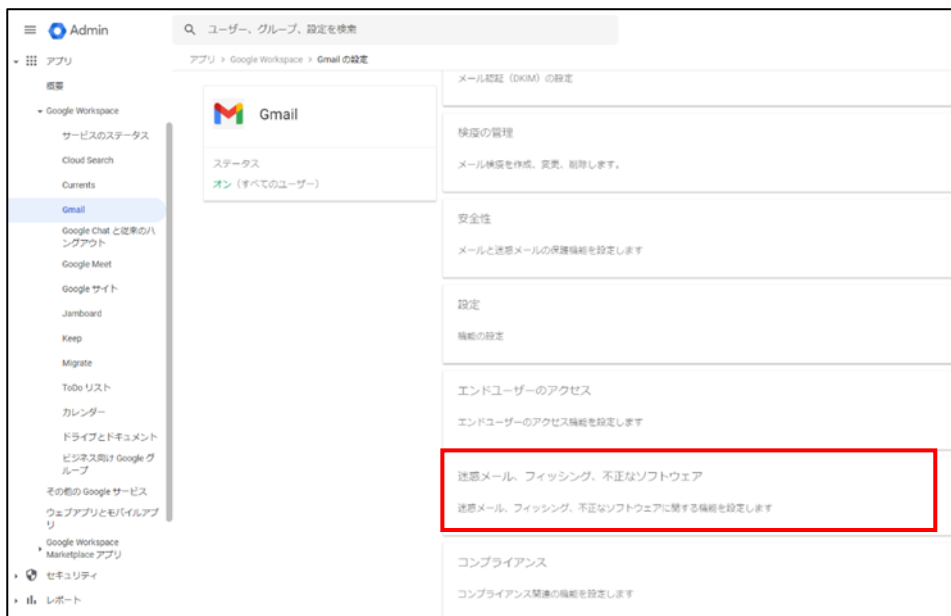 Admin
ユーザー、グループ、設定を検索
アプリ
概要
Google Workspace
サービスのステータス
Cloud Search
Currents
Gmail
Google Chat と従来のハ
ングアウト
Google Meet
Google サイト
Jamboard
Keep
Migrate
ToDo リスト
カレンダー
ドライブとドキュメント
ビジネス向け Google グ
ループ
その他の Google サービス
ウェブアプリとモバイルアプ
リ
Google Workspace
Marketplace アプリ
セキュリティ
レポート
アプリ > Google Workspace > Gmail の設定
Gmail
ステータス
オン（すべてのユーザー）
メール認証（DKIM）の設定
検疫の管理
メール検疫を作成、変更、削除します。
安全性
メールと迷惑メールの保護機能を設定します
設定
機能の設定
エンドユーザーのアクセス
エンドユーザーのアクセス機能を設定します
迷惑メール、フィッシング、不正なソフトウェア
迷惑メール、フィッシング、不正なソフトウェアに関する機能を設定します
コンプライアンス
コンプライアンス関連の機能を設定します